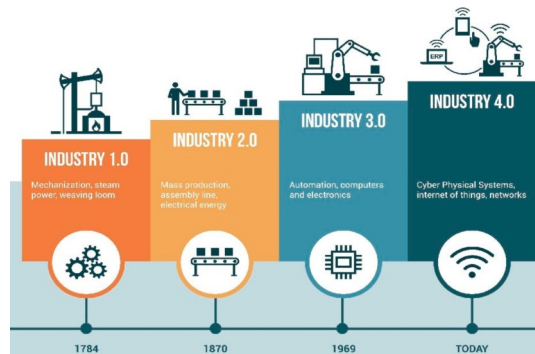 ERP
INDUSTRY 1.0
Mechanization, steam
power, weaving loom
INDUSTRY 2.0
Mass production,
assembly line,
electrical energy
INDUSTRY 3.0
Automation, computers
and electronics
INDUSTRY 4.0
Cyber Physical Systems,
internet of things, networks
1784
1870
1969
TODAY